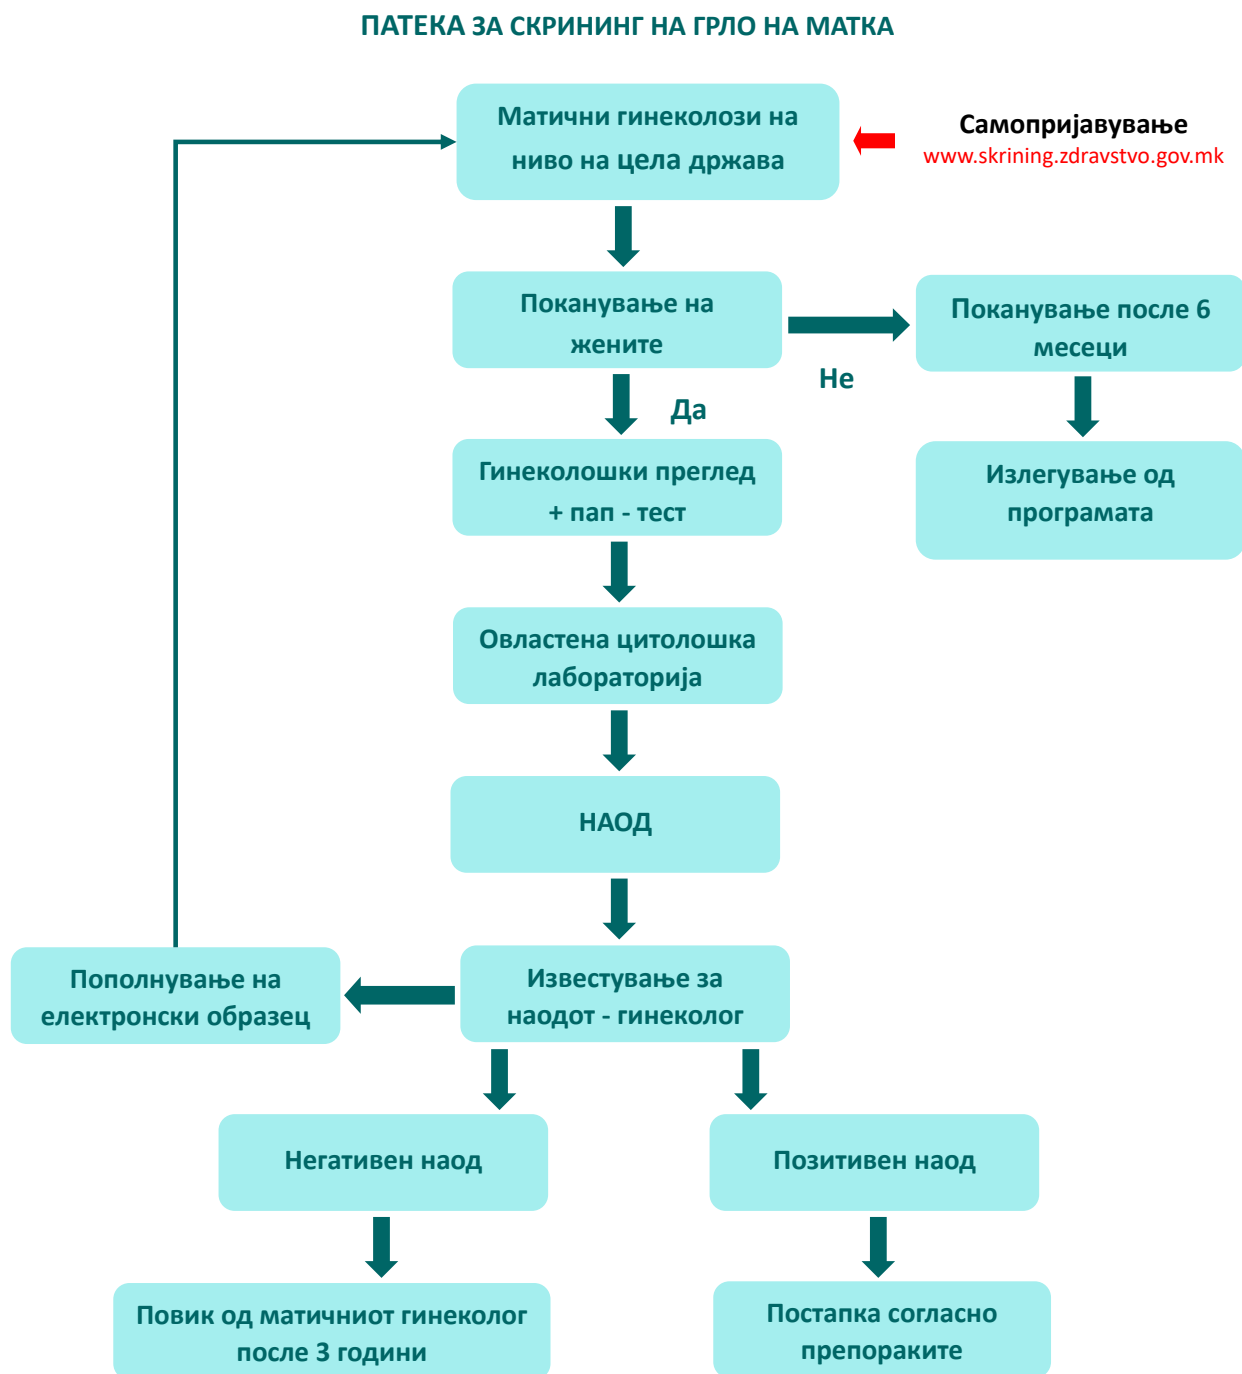 ПАТЕКА ЗА СКРИНИНГ НА ГРЛО НА МАТКА
Матични гинеколози на
ниво на цела држава
Самопријавување
www.skrining.zdravstvo.gov.mk
Поканување на
жените
Не
Поканување после 6
месеци
Да
Гинеколошки преглед
+ пап - тест
Излегување од
програмата
Овластена цитолошка
лабораторија
НАОД
Известување за
наодот - гинеколог
Пополнување на
електронски образец
Негативен наод
Позитивен наод
Повик од матичниот гинеколог
после 3 години
Постапка согласно
препораките